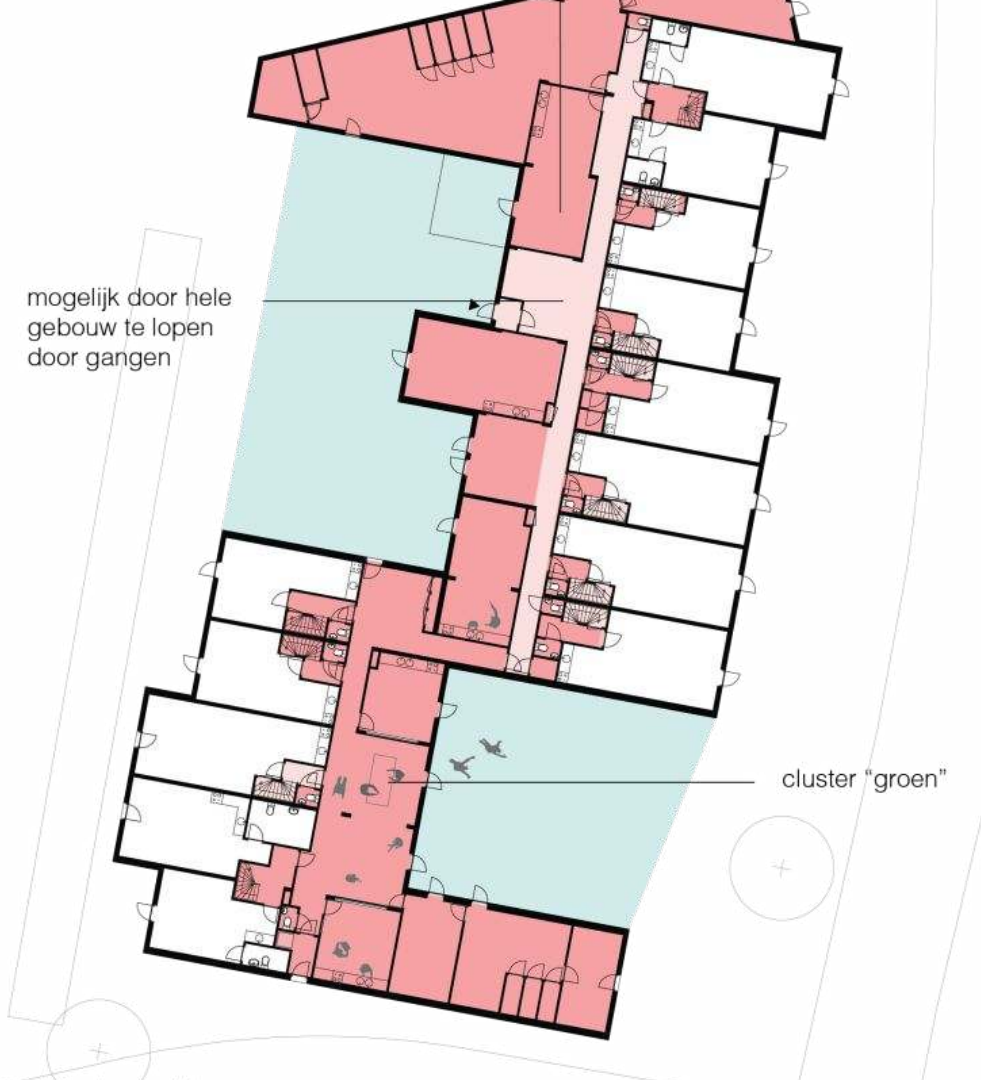 mogelijk door hele
gebouw te lopen
door gangen
cluster “groen”